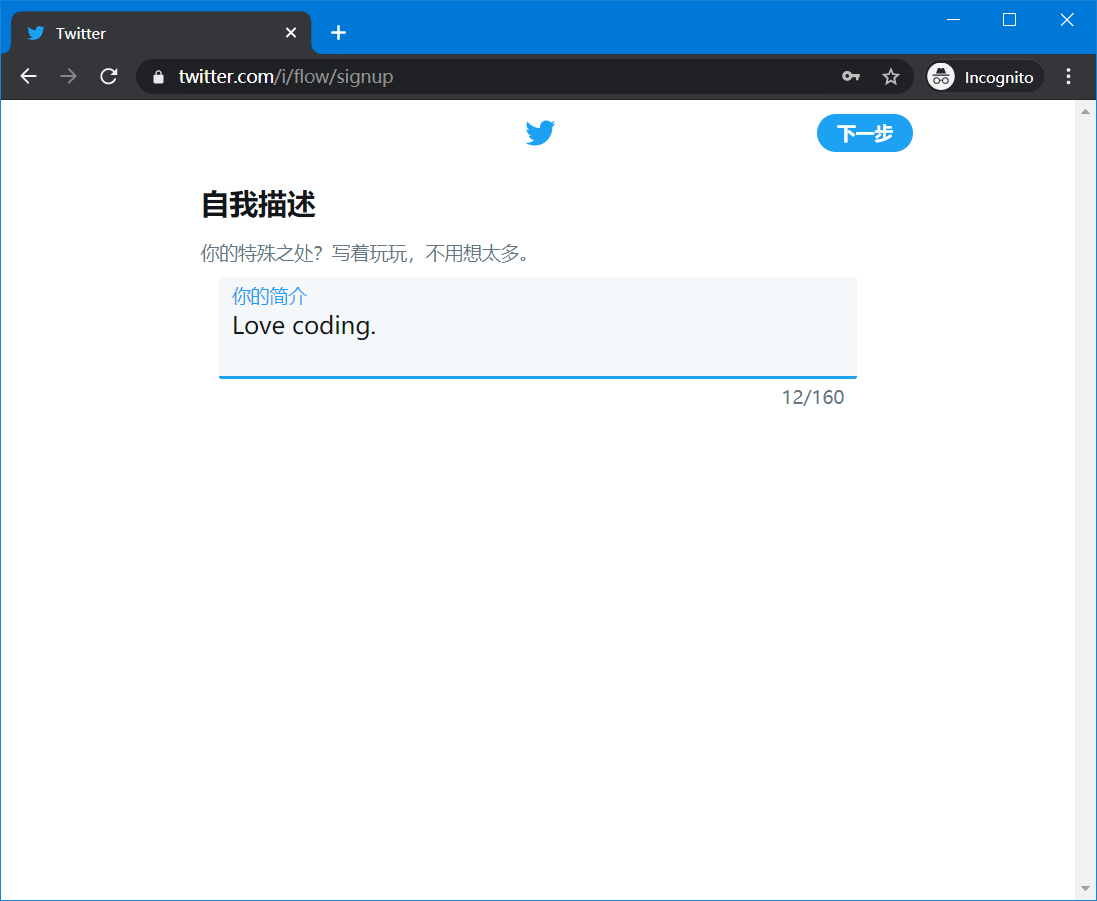 Twitter
twitter.com/i/flow/signup
Incognito
下一步
自我描述
你的特殊之处？写着玩玩，不用想太多。
你的简介
Love coding.
12/160